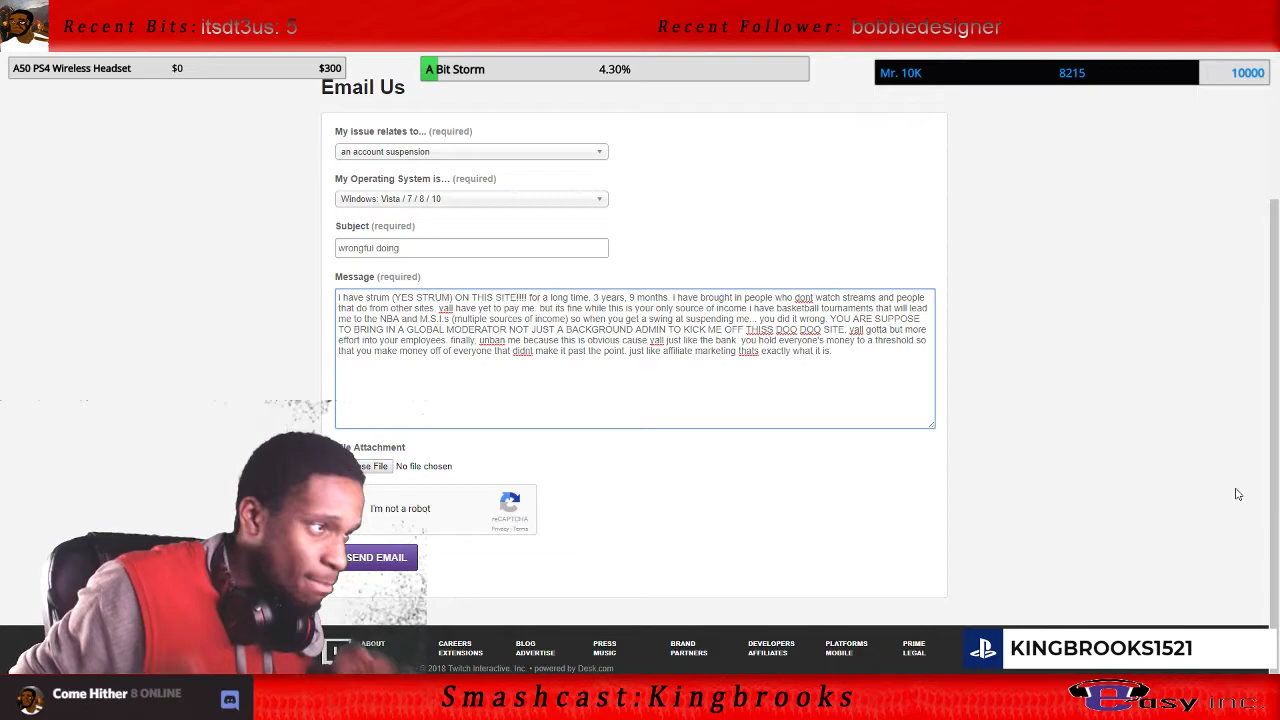 Recent Bits: itsdt3us: 5
Recent Follower: bobbiedesigner
A50 PS4 Wireless Headset $0 $300
A Bit Storm 4.30%
Mr. 10K 8215 10000
Email Us
My issue relates to... (required)
an account suspension
My Operating System is... (required)
Windows: Vista / 7 / 8 / 10
Subject (required)
wrongful doing
Message (required)
i have strum (YES STRUM) ON THIS SITE!!!! for a long time. 3 years, 9 months. i have brought in people who dont watch streams and people
that do from other sites. yall have yet to pay me. but its fine while this is your only source of income i have basketball tournaments that will lead
me to the NBA and M.S.I.s (multiple sources of income) so when you get a swing at suspending me... you did it wrong. YOU ARE SUPPOSE
TO BRING IN A GLOBAL MODERATOR NOT JUST A BACKGROUND ADMIN TO KICK ME OFF THISS DOO DOO SITE. yall gotta but more
effort into your employees. finally, unban me because this is obvious cause yall just like the bank you hold everyone's money to a threshold so
that you make money off of everyone that didnt make it past the point. just like affiliate marketing thats exactly what it is.
Attachment
File No file chosen
I'm not a robot
reCAPTCHA
Privacy - Terms
SEND EMAIL
ABOUT CAREERS BLOG PRESS BRAND DEVELOPERS PLATFORMS PRIME
EXTENSIONS ADVERTISE MUSIC PARTNERS AFFILIATES MOBILE LEGAL
© 2018 Twitch Interactive, Inc. • powered by Desk.com
KINGBROOKS1521
Come Hither 8 ONLINE
Smashcast:Kingbrooks
easy inc.